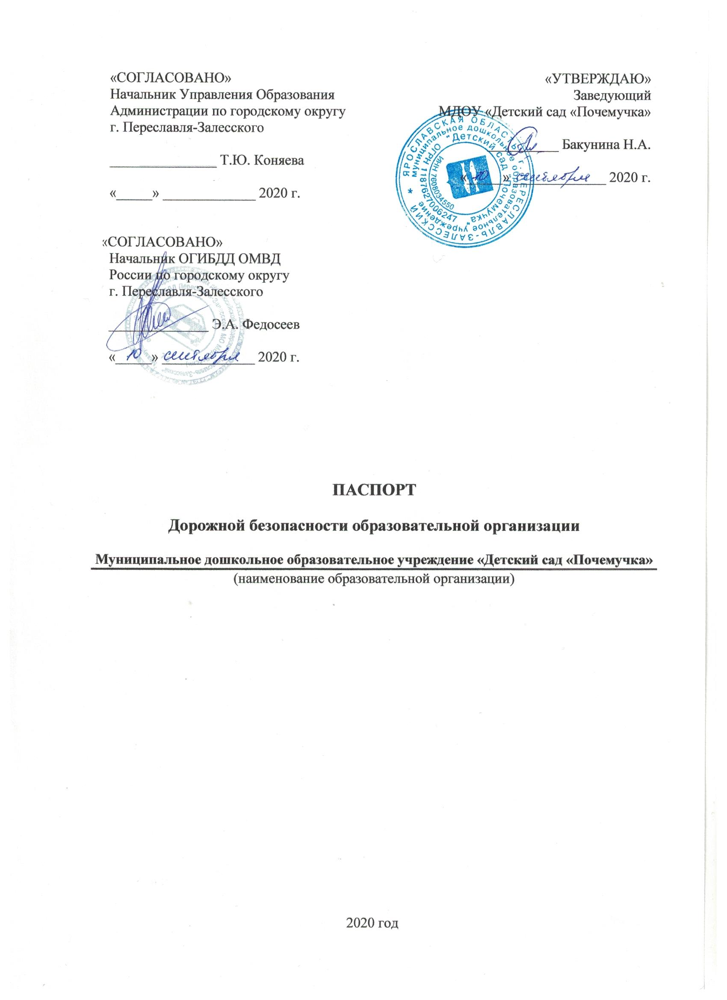 «СОГЛАСОВАНО»
Начальник Управления Образования
Администрации по городскому округу
г. Переславля-Залесского
_______________ Т.Ю. Коняева
«_____» _____________ 2020 г.
«УТВЕРЖДАЮ»
Заведующий
МДОУ «Детский сад «Почемучка»
__________ Бакунина Н.А.
«10» сентября 2020 г.
ЯРОСЛАВСКАЯ ОБЛАСТЬ г. ПЕРЕСЛАВЛЬ-ЗАЛЕССКИЙ *
муниципальное дошкольное образовательное учреждение
"Детский сад "Почемучка"
ОГРН 1187627006247
ИНН 7608034550
«СОГЛАСОВАНО»
Начальник ОГИБДД ОМВД
России по городскому округу
г. Переславля-Залесского
______________ Э.А. Федосеев
«10» сентября 2020 г.
ПАСПОРТ
Дорожной безопасности образовательной организации
Муниципальное дошкольное образовательное учреждение «Детский сад «Почемучка»
(наименование образовательной организации)
2020 год